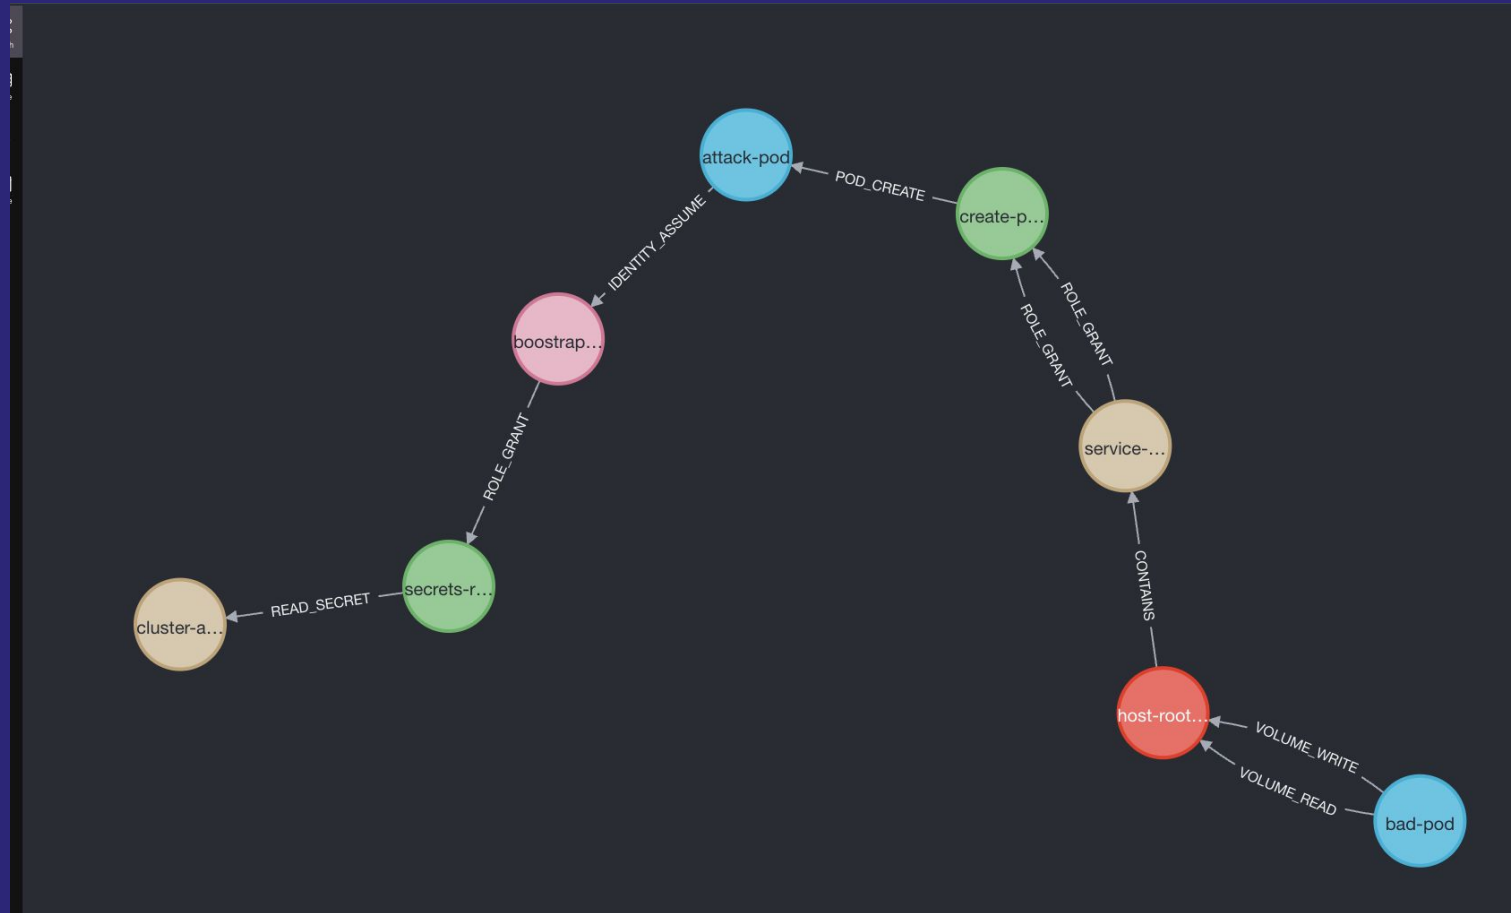 attack-pod
POD_CREATE
create-p...
IDENTITY_ASSUME
ROLE_GRANT
ROLE_GRANT
boostrap...
service-...
ROLE_GRANT
CONTAINS
secrets-r...
READ_SECRET
cluster-a...
host-root...
VOLUME_WRITE
VOLUME_READ
bad-pod